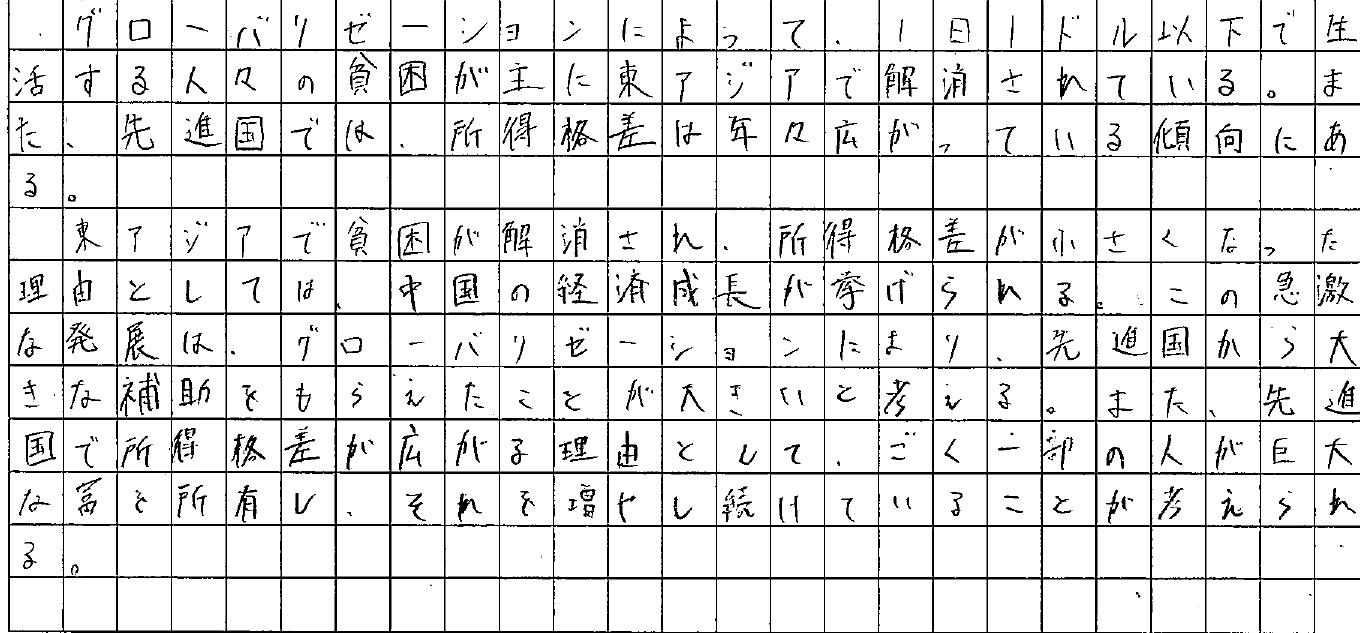 グローバリゼーションによって、1日1ドル以下で生
活する人々の貧困が主に東アジアで解消されている。ま
た、先進国では、所得格差は年々広がっている傾向にあ
る。
東アジアで貧困が解消され、所得格差が小さくなった
理由としては、中国の経済成長が挙げられる。この急激
な発展は、グローバリゼーションにより、先進国から大
きな補助をもらえたことが大きいと考える。また、先進
国で所得格差が広がる理由として、ごく一部の人が巨大
な富を所有し、それを増やし続けていることが考えられ
る。